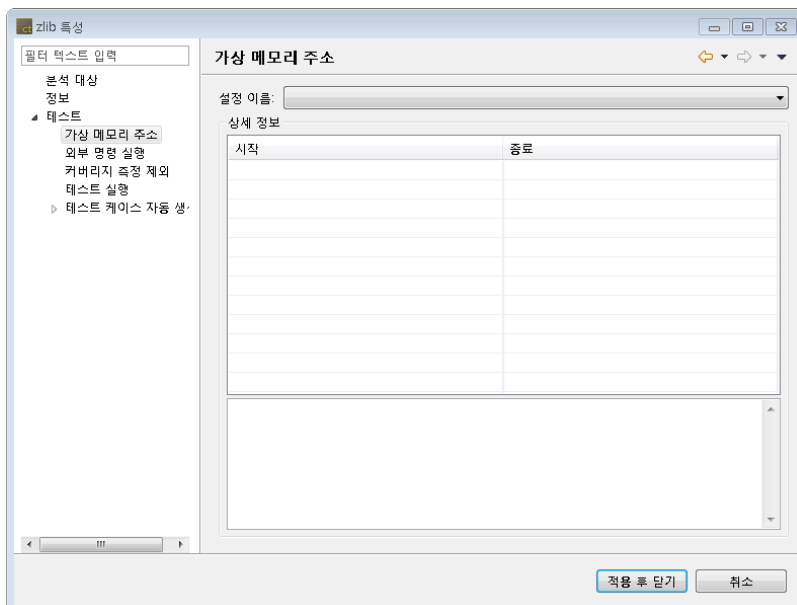 ct zlib 특성
필터 텍스트 입력
분석 대상
정보
테스트
가상 메모리 주소
외부 명령 실행
커버리지 측정 제외
테스트 실행
테스트 케이스 자동 생
가상 메모리 주소
설정 이름:
상세 정보
시작 종료
적용 후 닫기 취소